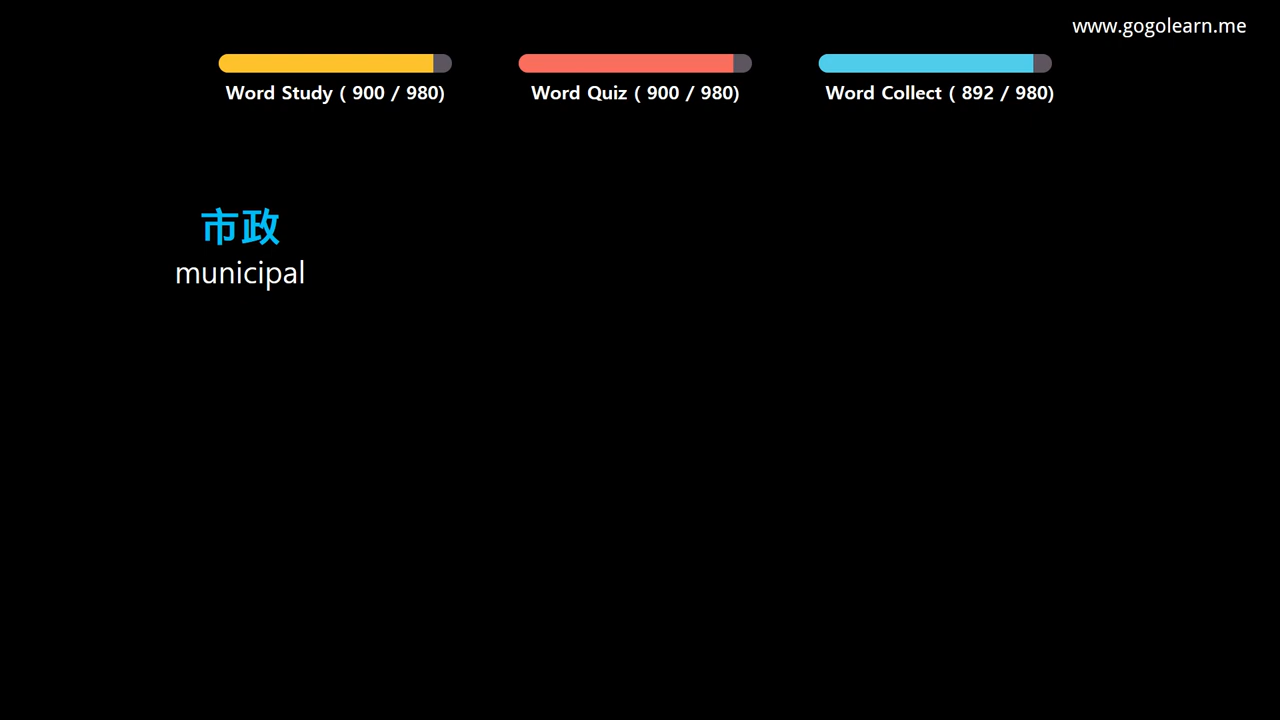 www.gogolearn.me
Word Study ( 900 / 980)
Word Quiz ( 900 / 980)
Word Collect ( 892 / 980)
市政
municipal